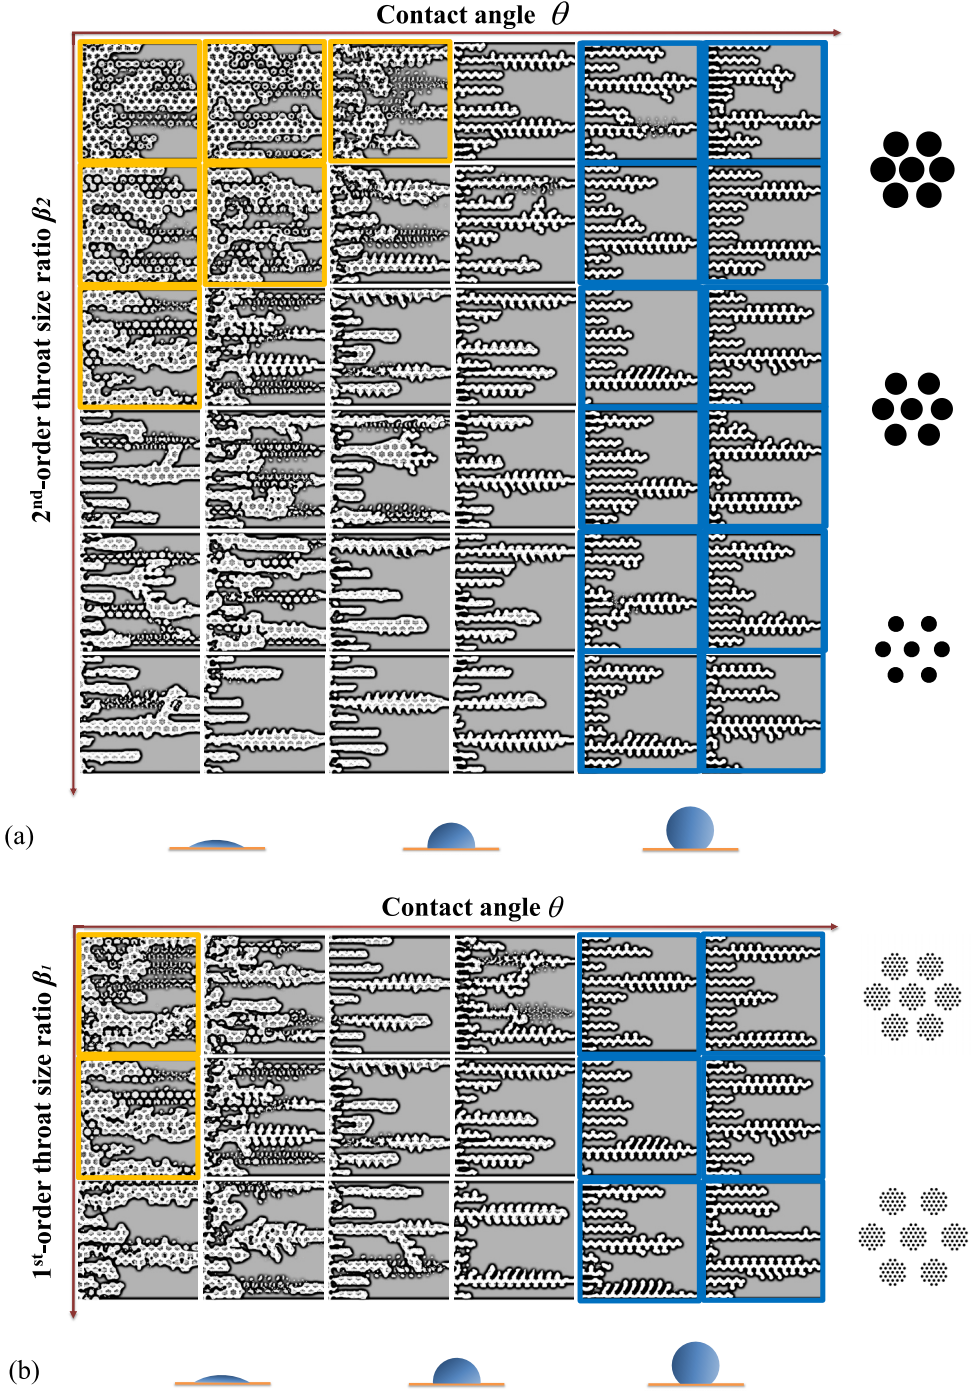 Contact angle θ
2nd-order throat size ratio β2
(a)
Contact angle θ
1st-order throat size ratio β1
(b)